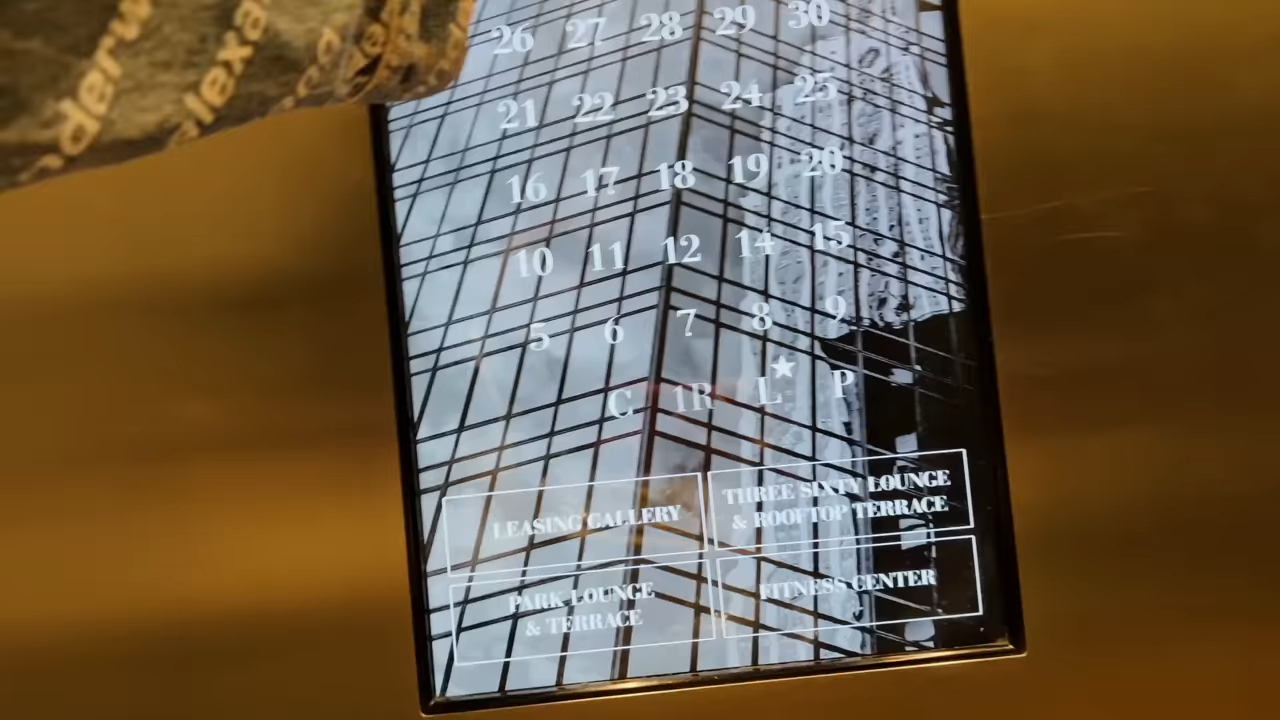 26 27 28 29 30
21 22 23 24 25
16 17 18 19 20
10 11 12 14 15
5 6 7 8 9
C 1R L★ P
LEASING GALLERY
THREE SIXTY LOUNGE
& ROOFTOP TERRACE
PARK LOUNGE
& TERRACE
FITNESS CENTER